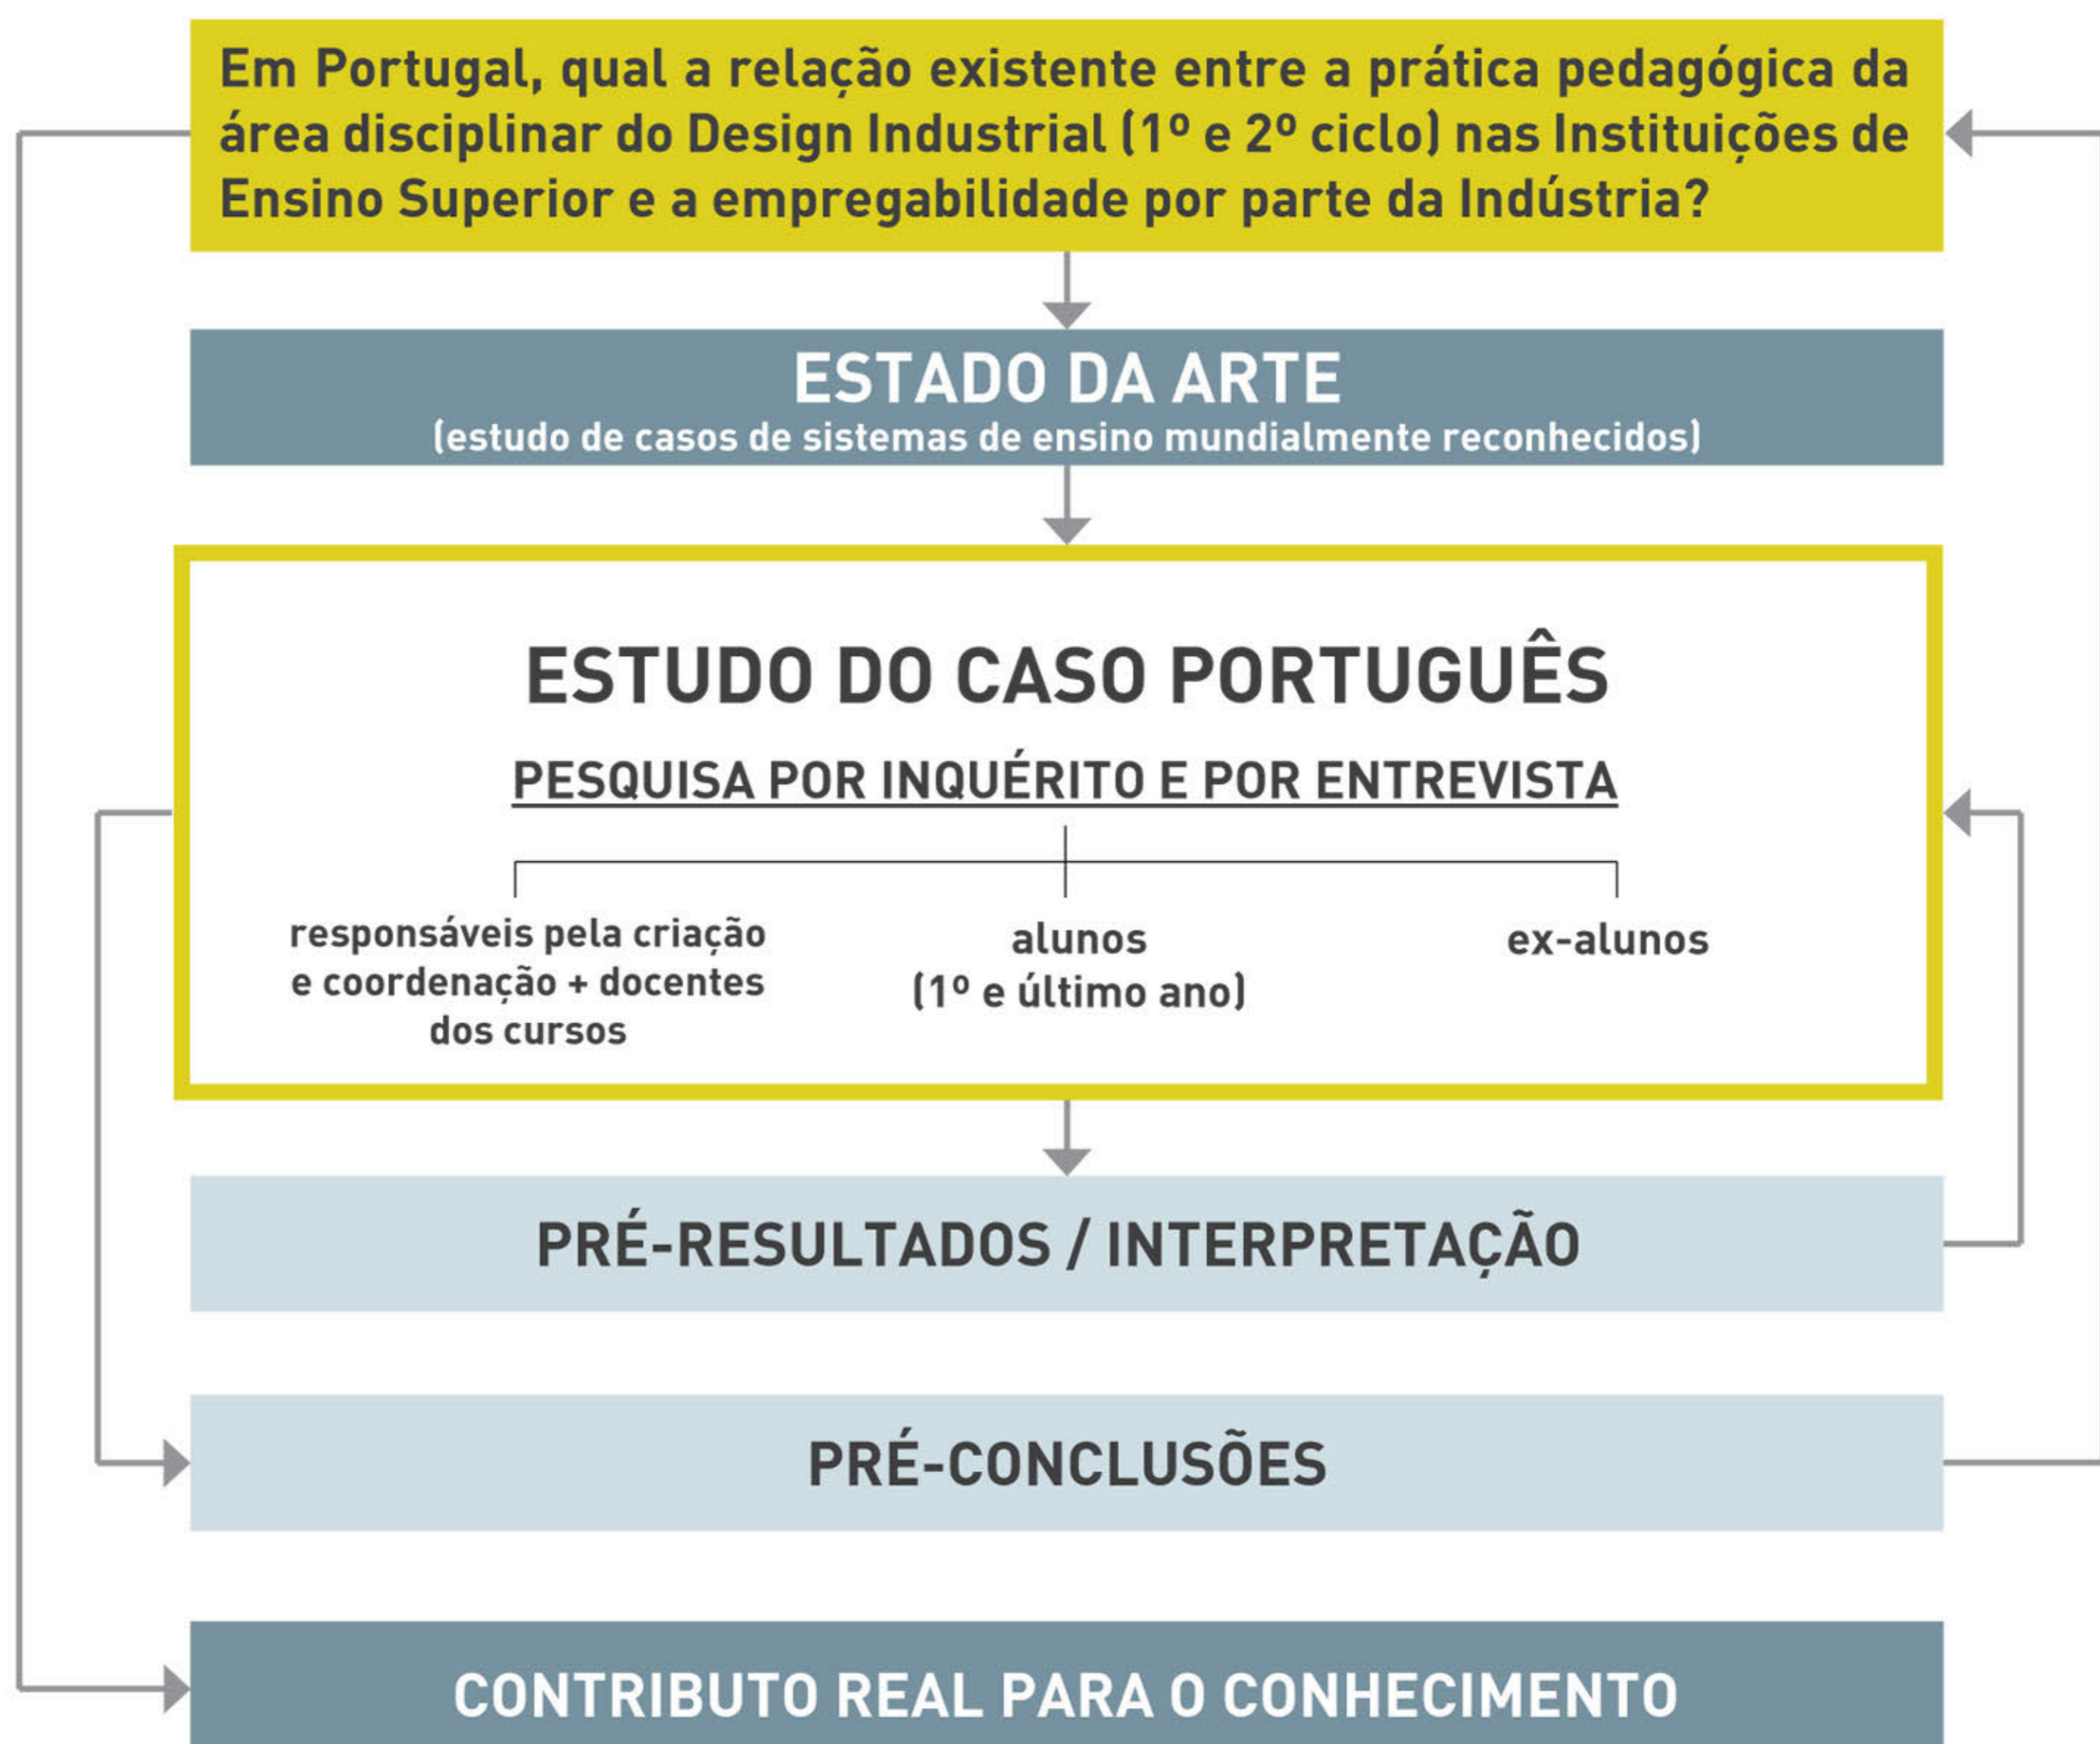 Em Portugal, qual a relação existente entre a prática pedagógica da
área disciplinar do Design Industrial (1º e 2º ciclo) nas Instituições de
Ensino Superior e a empregabilidade por parte da Indústria?
ESTADO DA ARTE
(estudo de casos de sistemas de ensino mundialmente reconhecidos)
ESTUDO DO CASO PORTUGUÊS
PESQUISA POR INQUÉRITO E POR ENTREVISTA
responsáveis pela criação
e coordenação + docentes
dos cursos
alunos
(1º e último ano)
ex-alunos
PRÉ-RESULTADOS / INTERPRETAÇÃO
PRÉ-CONCLUSÕES
CONTRIBUTO REAL PARA O CONHECIMENTO